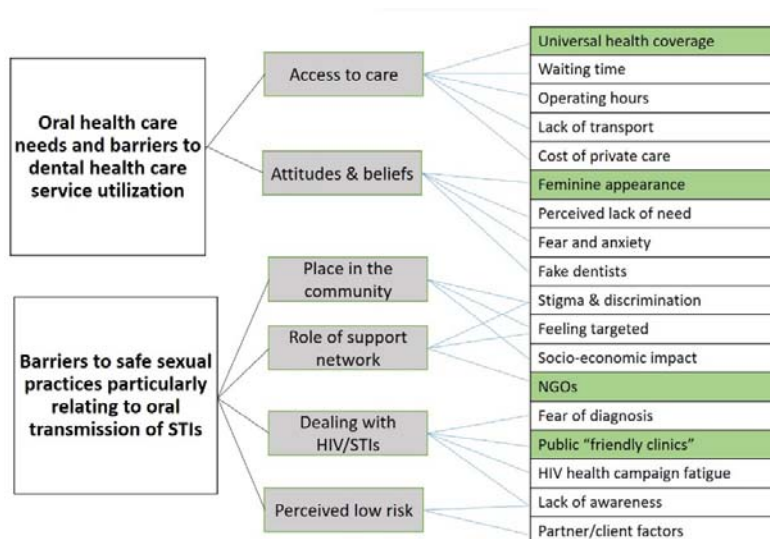 Oral health care
needs and barriers to
dental health care
service utilization
Barriers to safe sexual
practices particularly
relating to oral
transmission of STIs
Access to care
Attitudes & beliefs
Place in the
community
Role of support
network
Dealing with
HIV/STIs
Perceived low risk
Universal health coverage
Waiting time
Operating hours
Lack of transport
Cost of private care
Feminine appearance
Perceived lack of need
Fear and anxiety
Fake dentists
Stigma & discrimination
Feeling targeted
Socio-economic impact
NGOs
Fear of diagnosis
Public “friendly clinics”
HIV health campaign fatigue
Lack of awareness
Partner/client factors